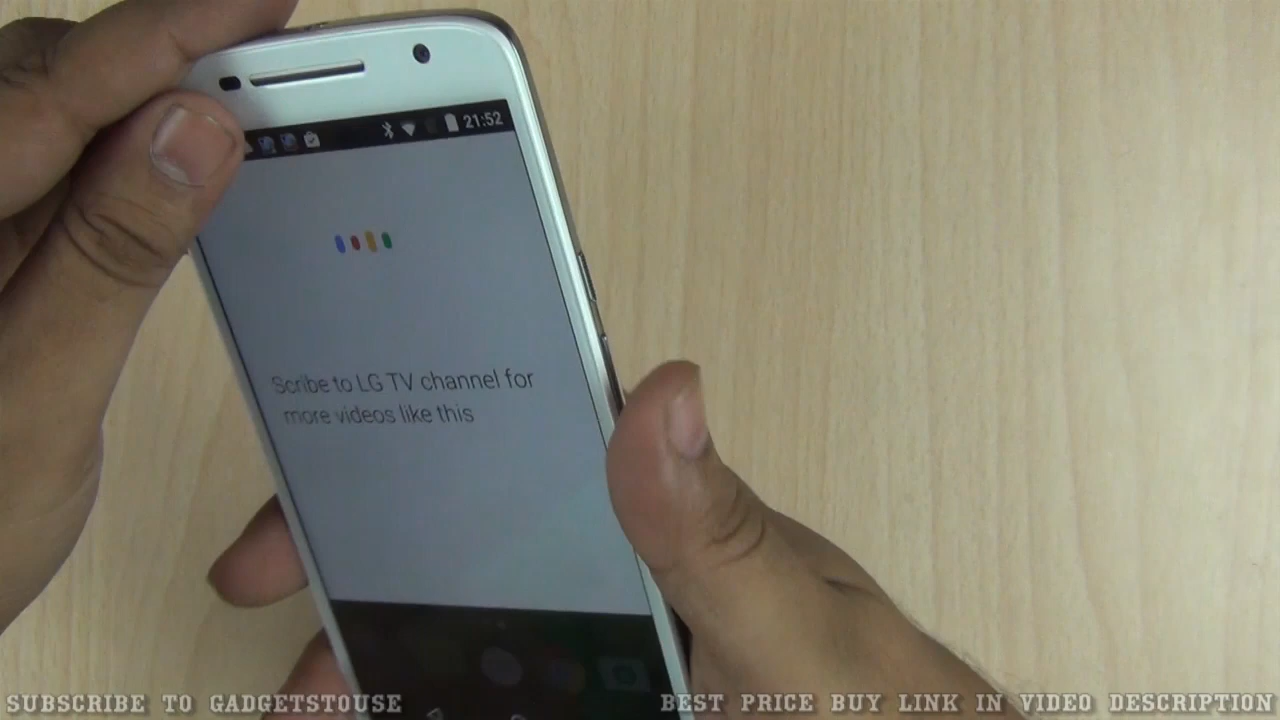 21:52
Scribe to LG TV channel for
more videos like this
SUBSCRIBE TO GADGETSTOUSE
BEST PRICE BUY LINK IN VIDEO DESCRIPTION